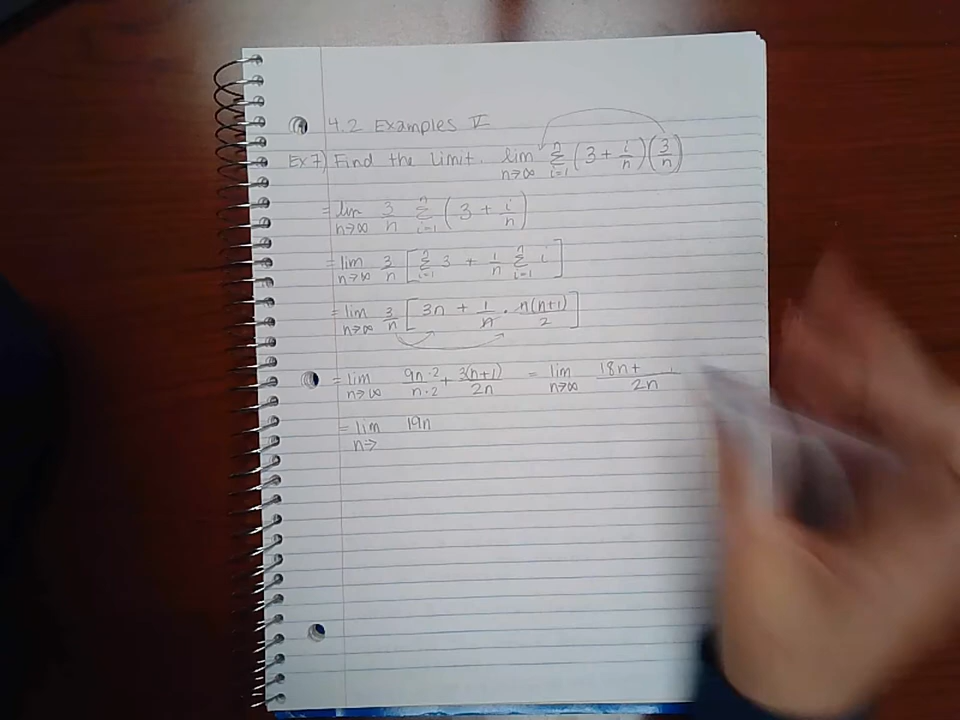 4.2 Examples V
Ex 7) Find the limit. lim n→∞ n Σ i=1 (3 + i/n)(3/n)
= lim n→∞ 3/n n Σ i=1 (3 + i/n)
= lim n→∞ 3/n [n Σ i=1 3 + 1/n n Σ i=1 i]
= lim n→∞ 3/n [3n + 1/n · n(n+1)/2]
= lim n→∞ 9n·2/n·2 + 3(n+1)/2n = lim n→∞ 18n+ /2n
= lim n→ 19n